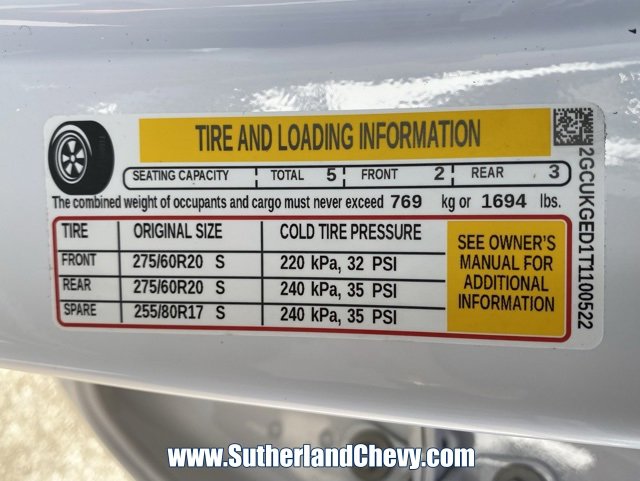 TIRE AND LOADING INFORMATION
SEATING CAPACITY TOTAL 5 FRONT 2 REAR 3
The combined weight of occupants and cargo must never exceed 769 kg or 1694 lbs.
TIRE ORIGINAL SIZE COLD TIRE PRESSURE
FRONT 275/60R20 S 220 kPa, 32 PSI
REAR 275/60R20 S 240 kPa, 35 PSI
SPARE 255/80R17 S 240 kPa, 35 PSI
SEE OWNER'S
MANUAL FOR
ADDITIONAL
INFORMATION
2GCUKGED1T1100522
www.SutherlandChevy.com